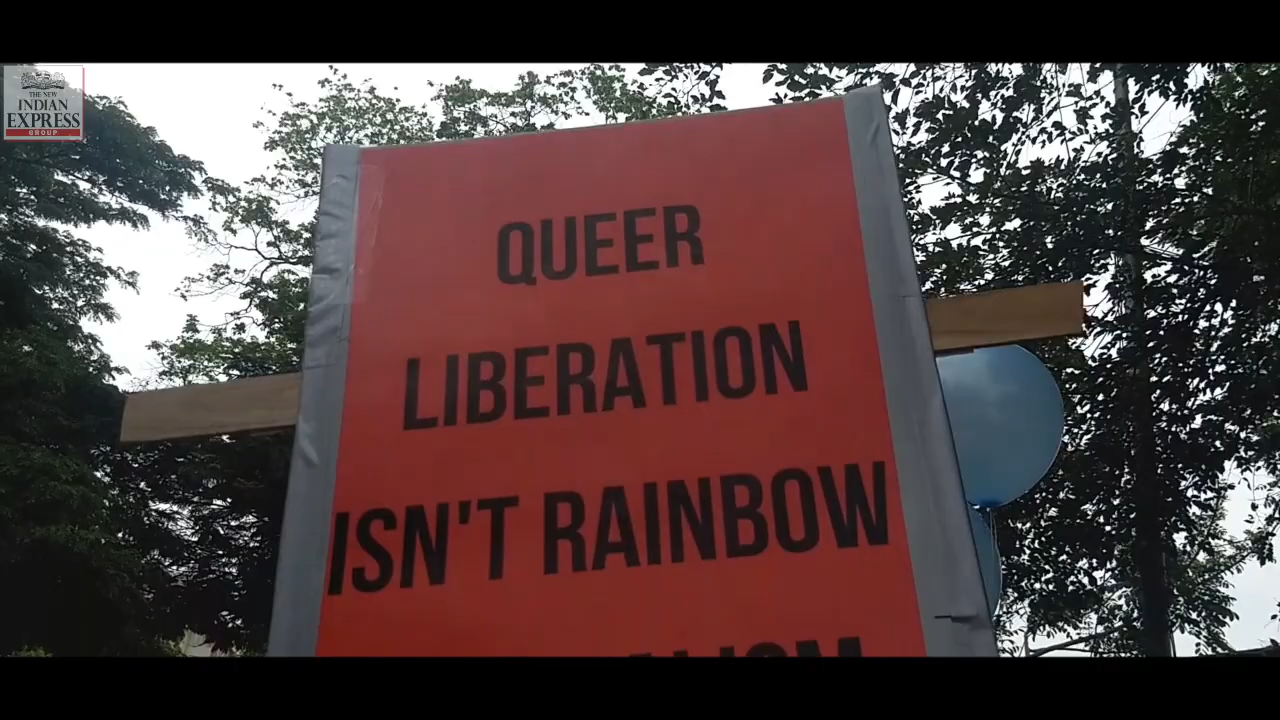 THE NEW
INDIAN
EXPRESS
GROUP
QUEER
LIBERATION
ISN'T RAINBOW